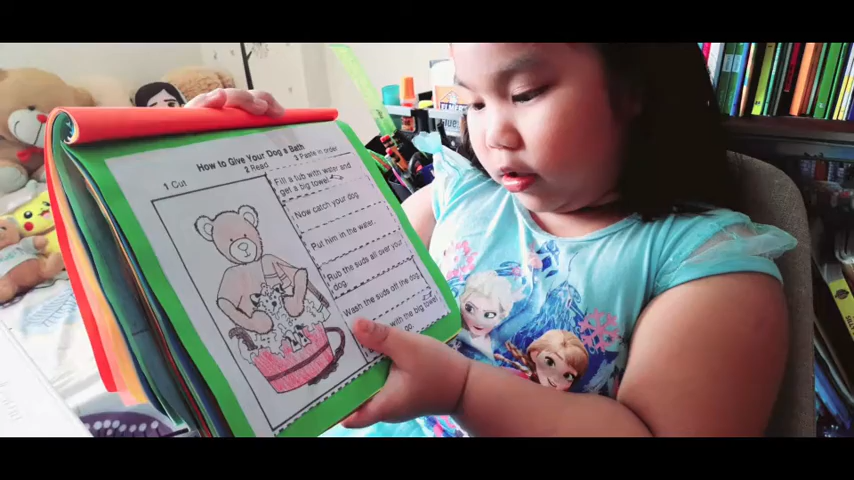 How to Give Your Dog a Bath
1 Cut 2 Read 3 Paste in order
Fill a tub with water and
get a big towel.
Now catch your dog.
Put him in the water.
Rub the suds all over your
dog.
Wash the suds off the dog.
with the big towel.
go.
ELMER'S